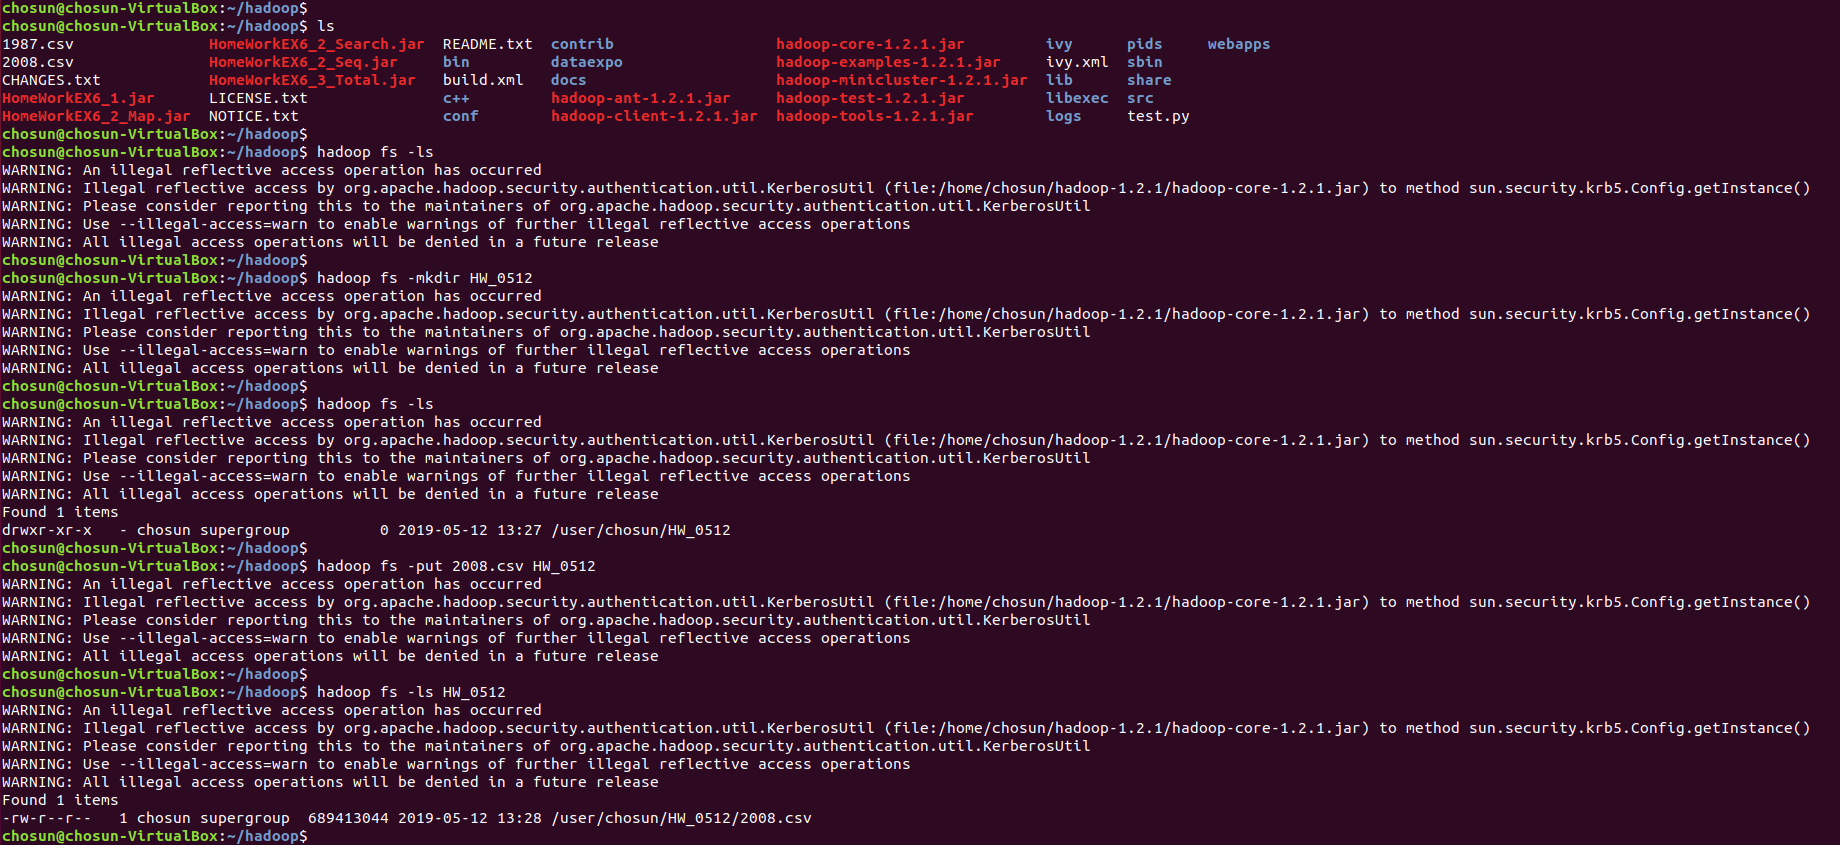 chosun@chosun-VirtualBox:~/hadoop$
chosun@chosun-VirtualBox:~/hadoop$ ls
1987.csv HomeWorkEX6_2_Search.jar README.txt contrib hadoop-core-1.2.1.jar ivy pids webapps
2008.csv HomeWorkEX6_2_Seq.jar bin dataexpo hadoop-examples-1.2.1.jar ivy.xml sbin
CHANGES.txt HomeWorkEX6_3_Total.jar build.xml docs hadoop-minicluster-1.2.1.jar lib share
HomeWorkEX6_1.jar LICENSE.txt c++ hadoop-ant-1.2.1.jar hadoop-test-1.2.1.jar libexec src
HomeWorkEX6_2_Map.jar NOTICE.txt conf hadoop-client-1.2.1.jar hadoop-tools-1.2.1.jar logs test.py
chosun@chosun-VirtualBox:~/hadoop$
chosun@chosun-VirtualBox:~/hadoop$ hadoop fs -ls
WARNING: An illegal reflective access operation has occurred
WARNING: Illegal reflective access by org.apache.hadoop.security.authentication.util.KerberosUtil (file:/home/chosun/hadoop-1.2.1/hadoop-core-1.2.1.jar) to method sun.security.krb5.Config.getInstance()
WARNING: Please consider reporting this to the maintainers of org.apache.hadoop.security.authentication.util.KerberosUtil
WARNING: Use --illegal-access=warn to enable warnings of further illegal reflective access operations
WARNING: All illegal access operations will be denied in a future release
chosun@chosun-VirtualBox:~/hadoop$
chosun@chosun-VirtualBox:~/hadoop$ hadoop fs -mkdir HW_0512
WARNING: An illegal reflective access operation has occurred
WARNING: Illegal reflective access by org.apache.hadoop.security.authentication.util.KerberosUtil (file:/home/chosun/hadoop-1.2.1/hadoop-core-1.2.1.jar) to method sun.security.krb5.Config.getInstance()
WARNING: Please consider reporting this to the maintainers of org.apache.hadoop.security.authentication.util.KerberosUtil
WARNING: Use --illegal-access=warn to enable warnings of further illegal reflective access operations
WARNING: All illegal access operations will be denied in a future release
chosun@chosun-VirtualBox:~/hadoop$
chosun@chosun-VirtualBox:~/hadoop$ hadoop fs -ls
WARNING: An illegal reflective access operation has occurred
WARNING: Illegal reflective access by org.apache.hadoop.security.authentication.util.KerberosUtil (file:/home/chosun/hadoop-1.2.1/hadoop-core-1.2.1.jar) to method sun.security.krb5.Config.getInstance()
WARNING: Please consider reporting this to the maintainers of org.apache.hadoop.security.authentication.util.KerberosUtil
WARNING: Use --illegal-access=warn to enable warnings of further illegal reflective access operations
WARNING: All illegal access operations will be denied in a future release
Found 1 items
drwxr-xr-x - chosun supergroup 0 2019-05-12 13:27 /user/chosun/HW_0512
chosun@chosun-VirtualBox:~/hadoop$
chosun@chosun-VirtualBox:~/hadoop$ hadoop fs -put 2008.csv HW_0512
WARNING: An illegal reflective access operation has occurred
WARNING: Illegal reflective access by org.apache.hadoop.security.authentication.util.KerberosUtil (file:/home/chosun/hadoop-1.2.1/hadoop-core-1.2.1.jar) to method sun.security.krb5.Config.getInstance()
WARNING: Please consider reporting this to the maintainers of org.apache.hadoop.security.authentication.util.KerberosUtil
WARNING: Use --illegal-access=warn to enable warnings of further illegal reflective access operations
WARNING: All illegal access operations will be denied in a future release
chosun@chosun-VirtualBox:~/hadoop$
chosun@chosun-VirtualBox:~/hadoop$ hadoop fs -ls HW_0512
WARNING: An illegal reflective access operation has occurred
WARNING: Illegal reflective access by org.apache.hadoop.security.authentication.util.KerberosUtil (file:/home/chosun/hadoop-1.2.1/hadoop-core-1.2.1.jar) to method sun.security.krb5.Config.getInstance()
WARNING: Please consider reporting this to the maintainers of org.apache.hadoop.security.authentication.util.KerberosUtil
WARNING: Use --illegal-access=warn to enable warnings of further illegal reflective access operations
WARNING: All illegal access operations will be denied in a future release
Found 1 items
-rw-r--r-- 1 chosun supergroup 689413044 2019-05-12 13:28 /user/chosun/HW_0512/2008.csv
chosun@chosun-VirtualBox:~/hadoop$